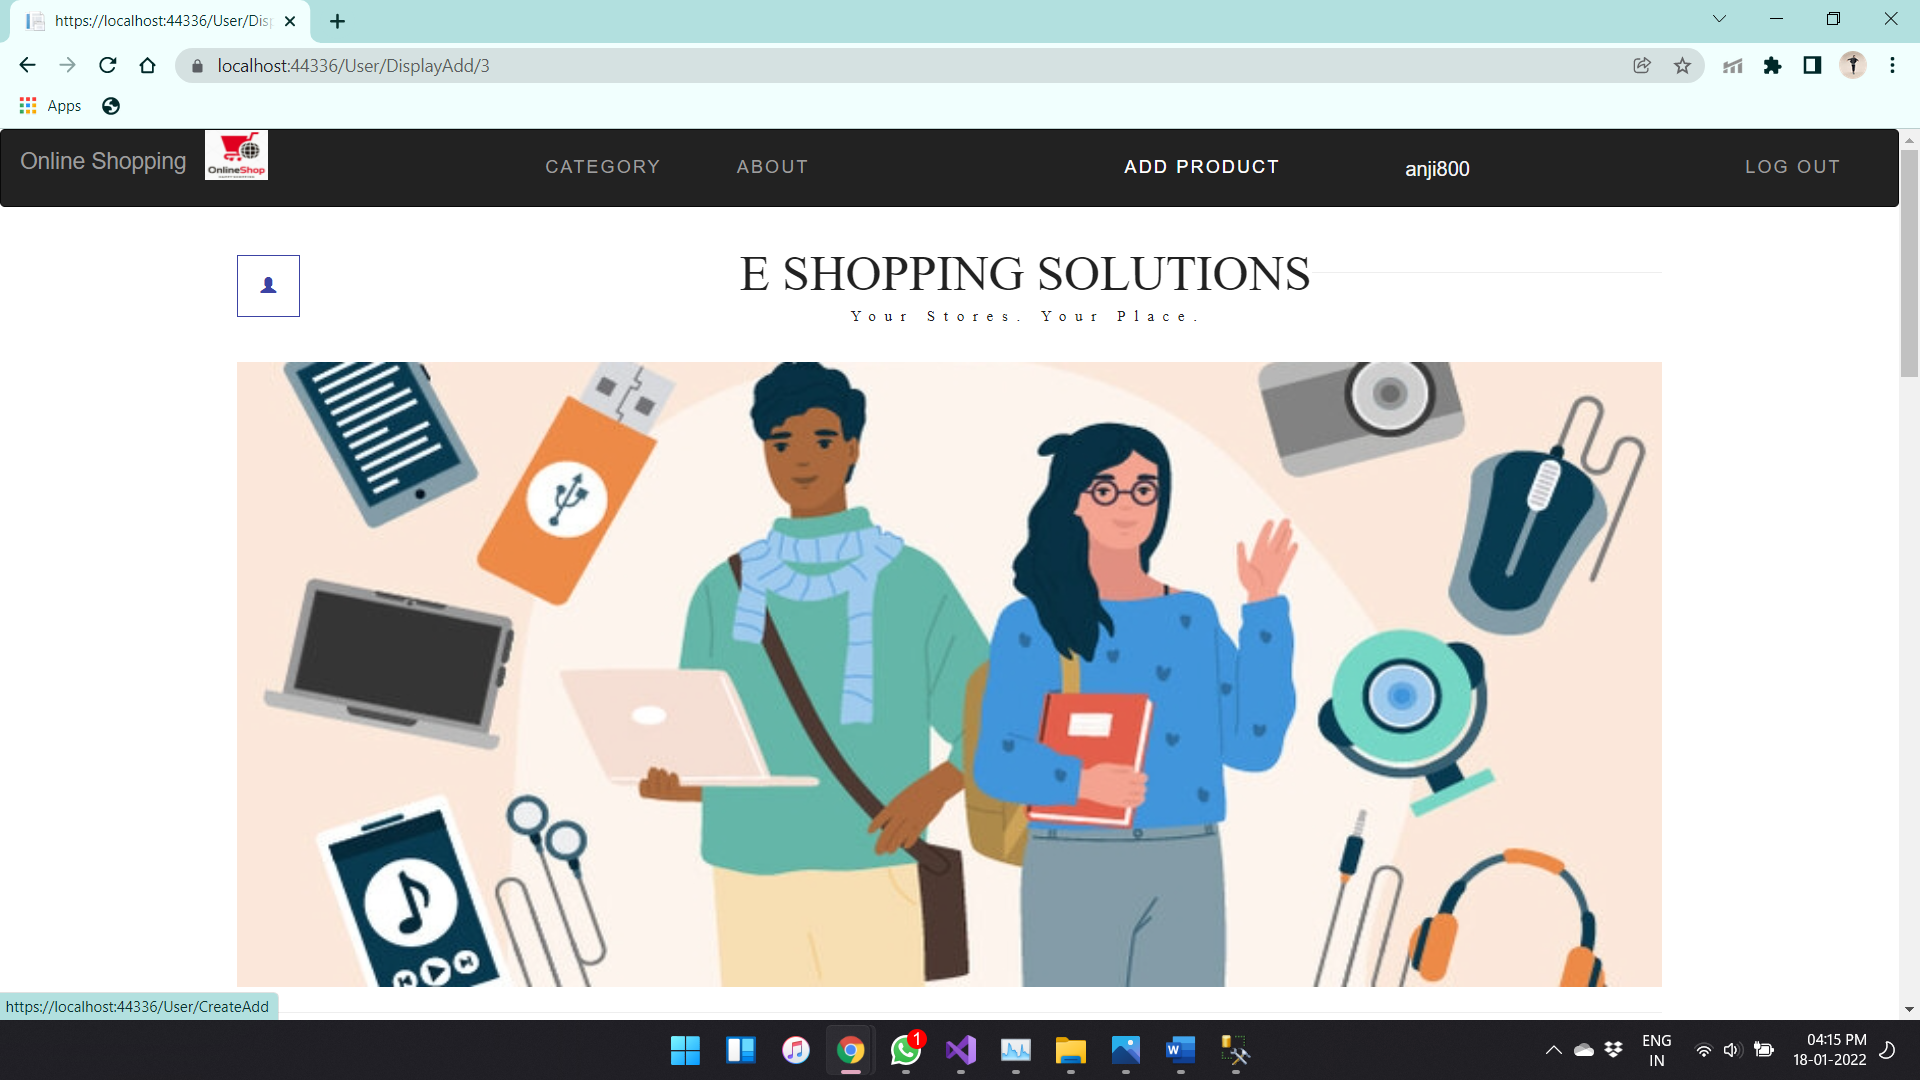 https://localhost:44336/User/Disp
localhost:44336/User/DisplayAdd/3
Apps
Online Shopping
OnlineShop
CATEGORY
ABOUT
ADD PRODUCT
anji800
LOG OUT
E SHOPPING SOLUTIONS
Your Stores. Your Place.
https://localhost:44336/User/CreateAdd
1
W
ENG
IN
04:15 PM
18-01-2022